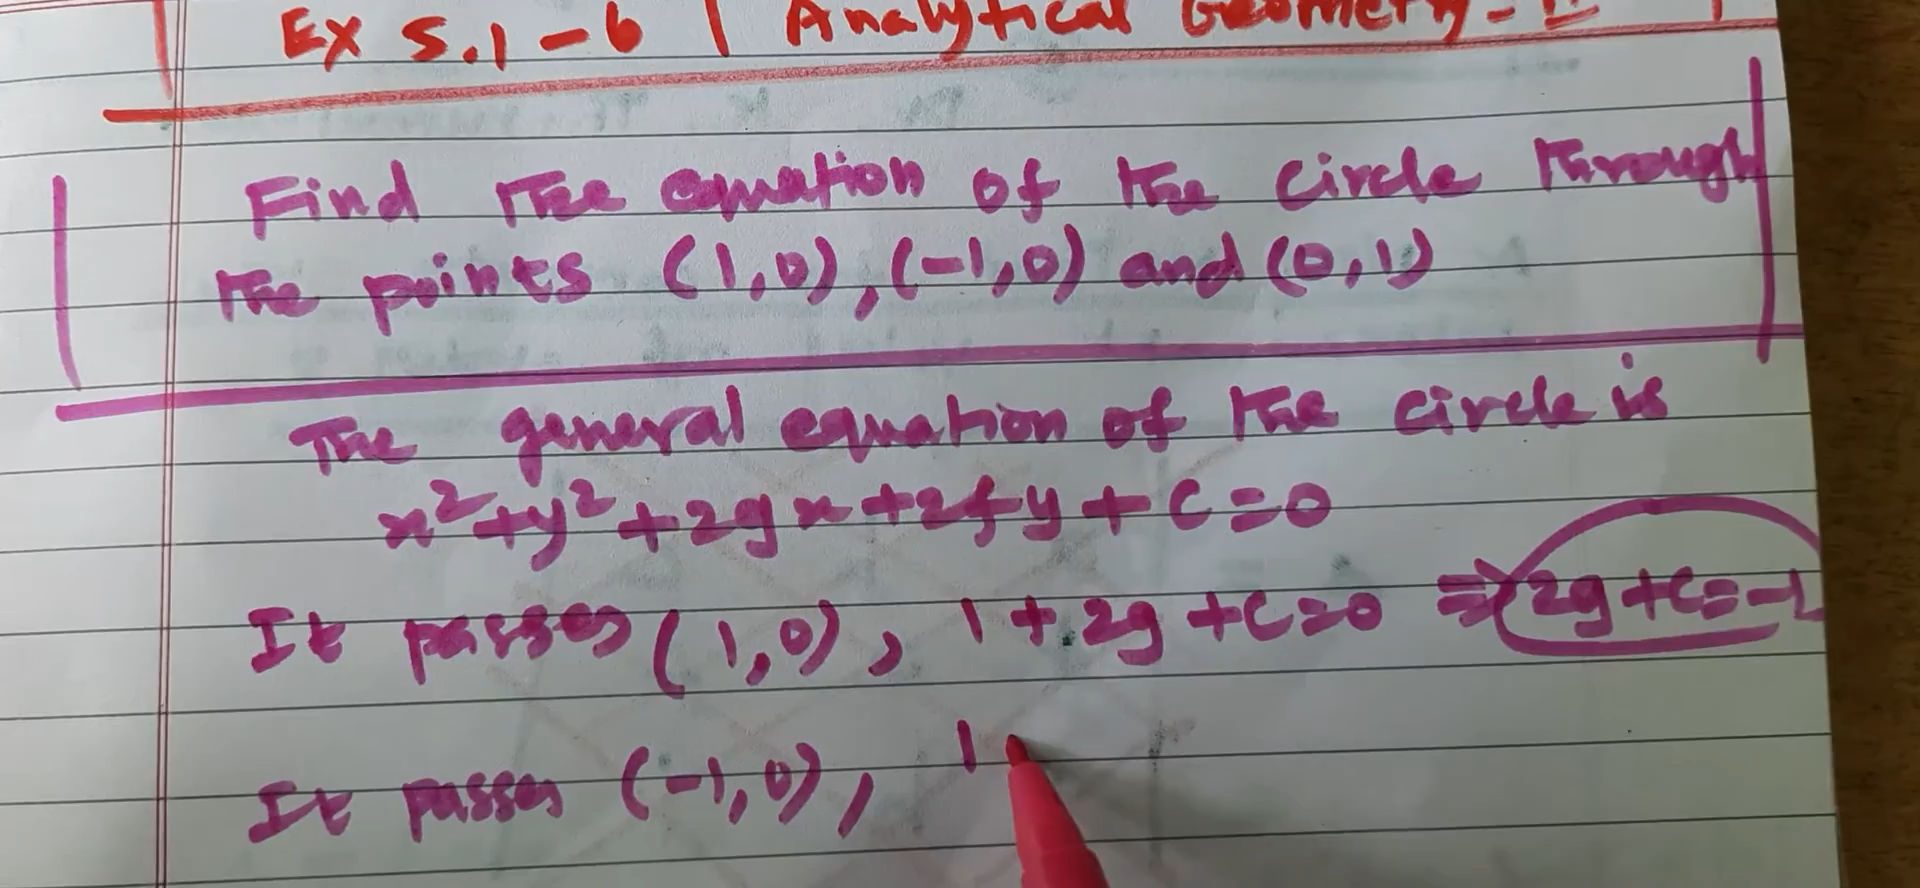 Ex 5.1-6 | Analytical Geometry-II
Find the equation of the circle through
the points (1,0), (-1,0) and (0,1)
The general equation of the circle is
x²+y²+2gx+2fy+c=0
It passes (1,0), 1+2g+c=0 ⇒ 2g+c=-1
It passes (-1,0), 1